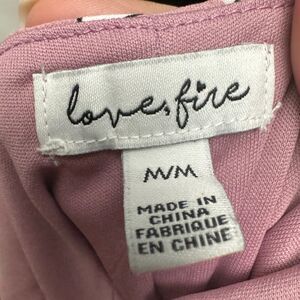 love, fire
M/M
MADE IN
CHINA
FABRIQUÉ
EN CHINE